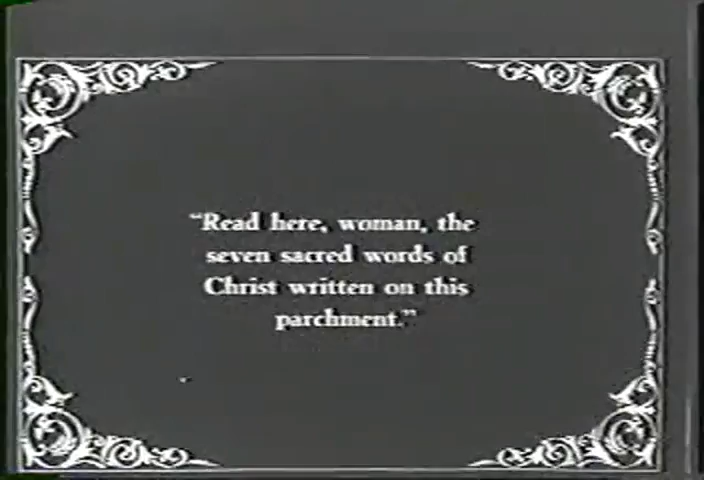 “Read here, woman, the
seven sacred words of
Christ written on this
parchment.”